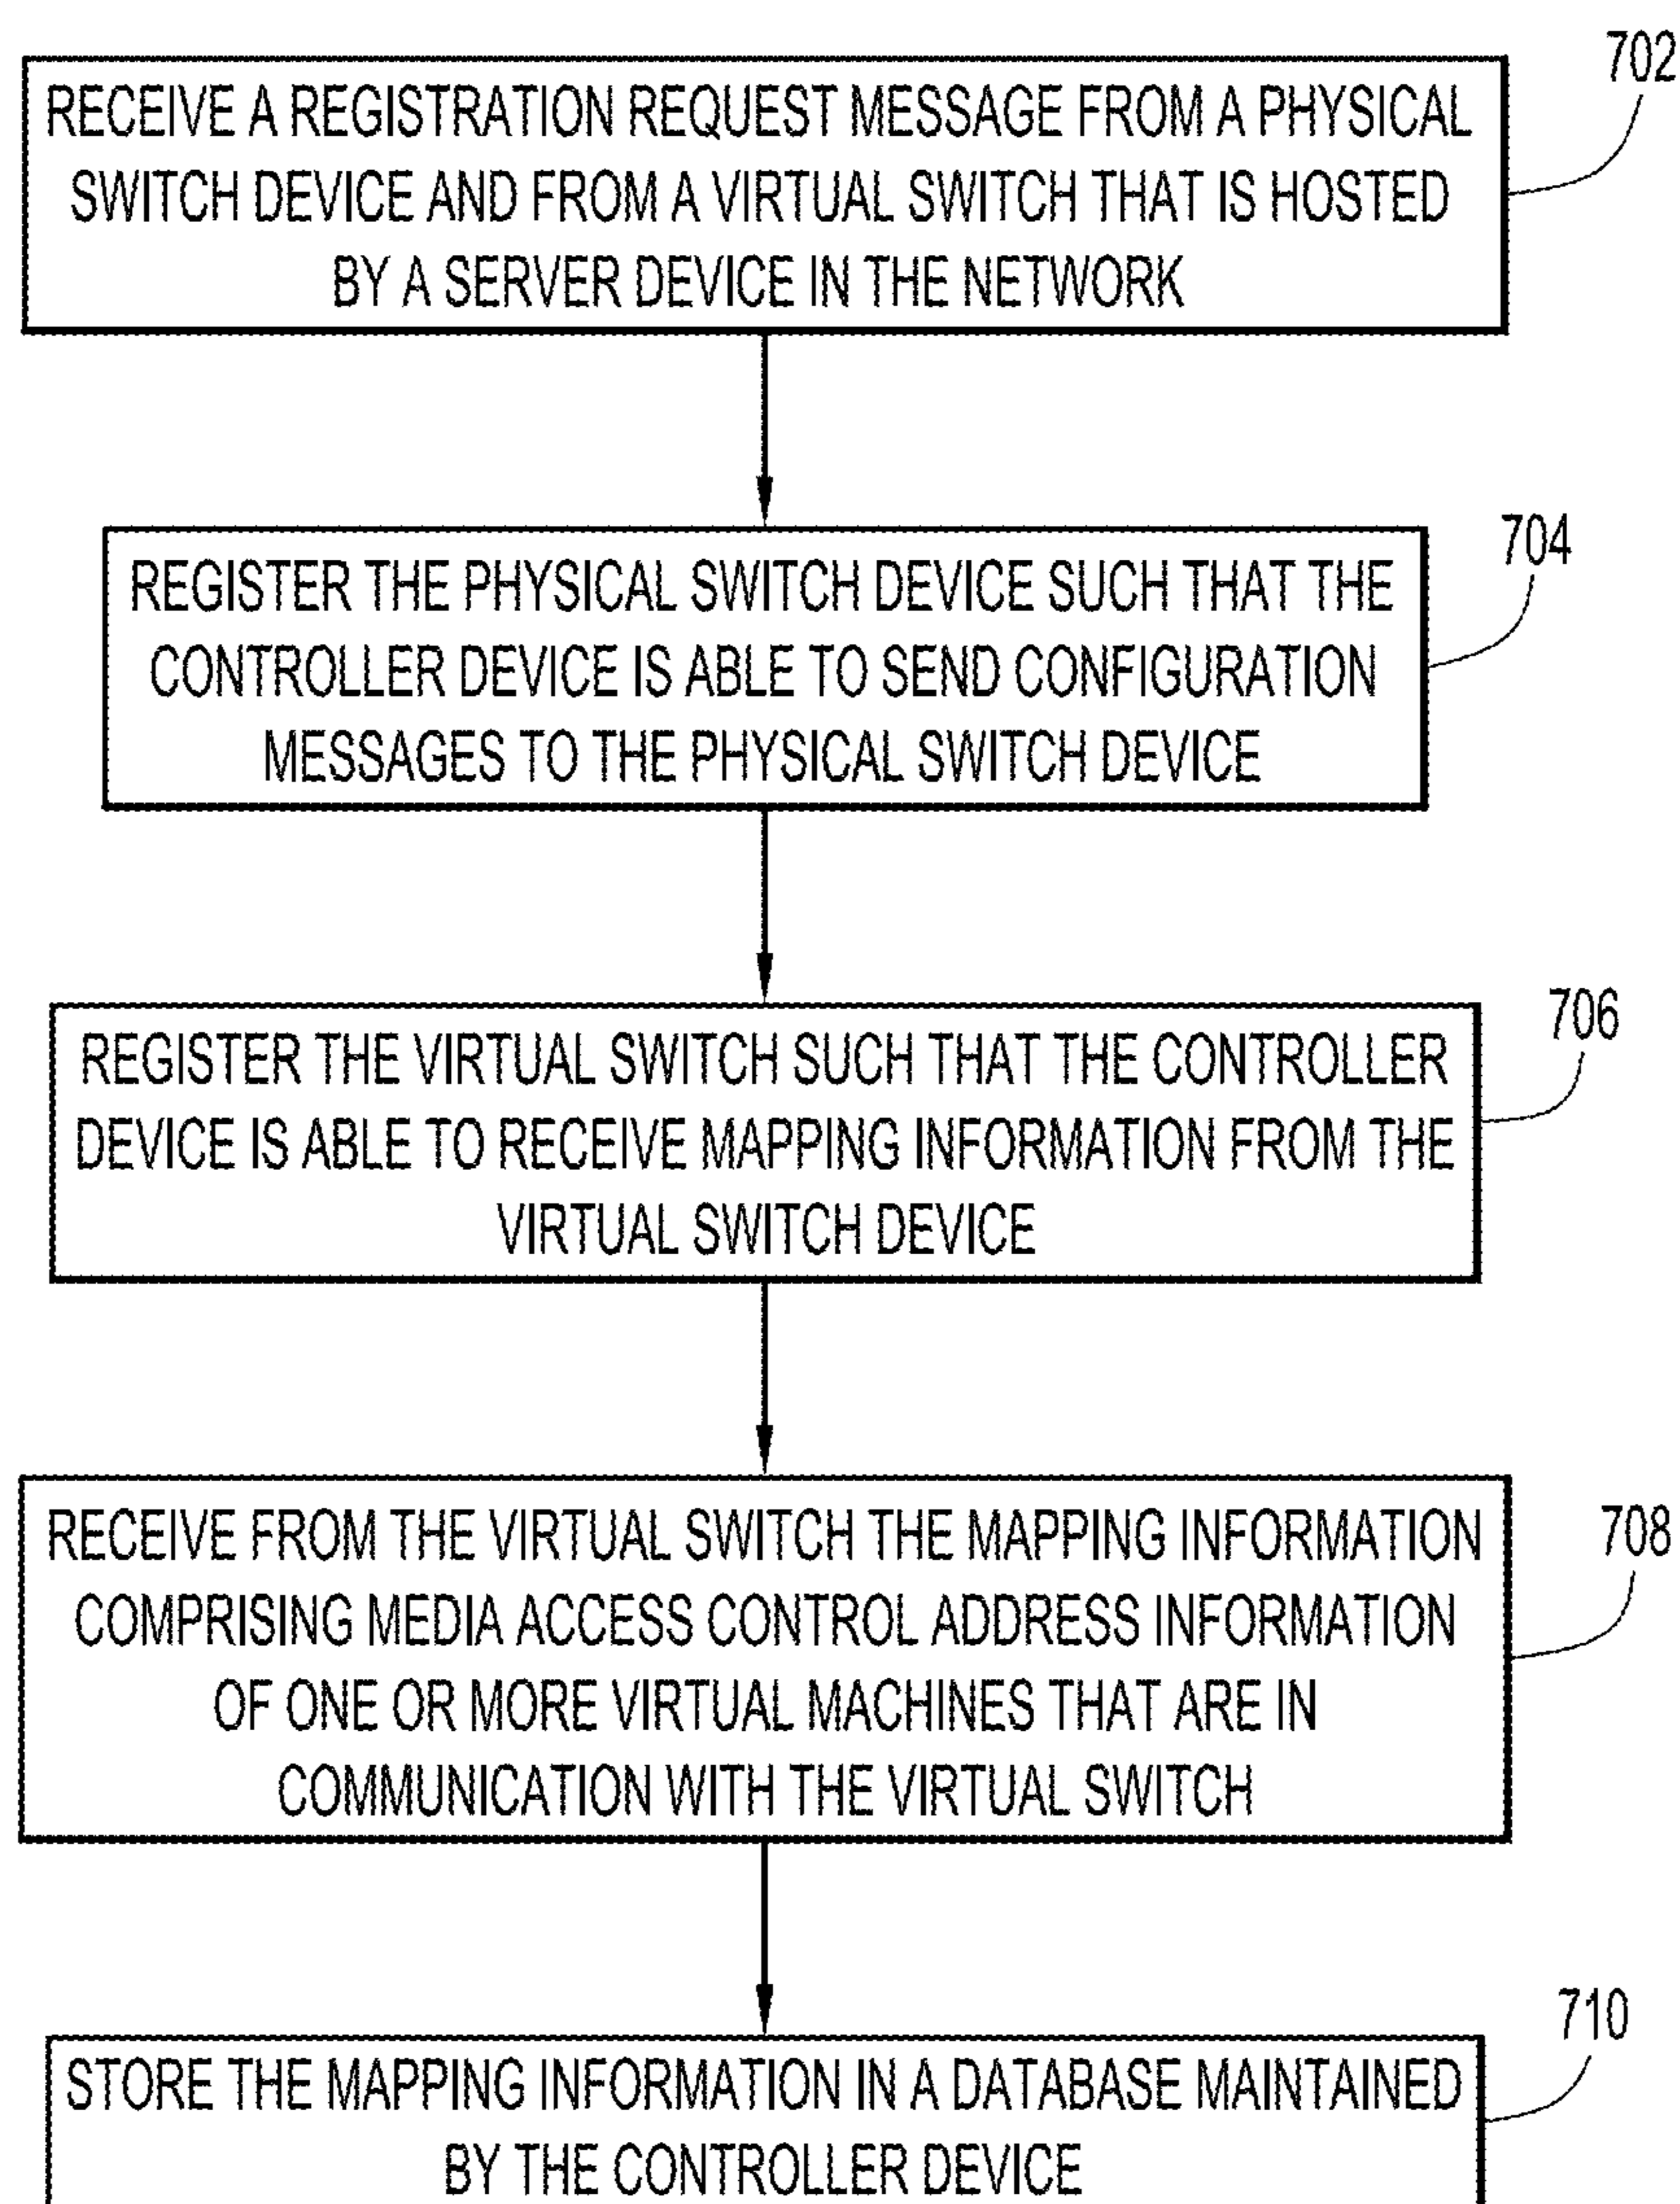 702
RECEIVE A REGISTRATION REQUEST MESSAGE FROM A PHYSICAL
SWITCH DEVICE AND FROM A VIRTUAL SWITCH THAT IS HOSTED
BY A SERVER DEVICE IN THE NETWORK
704
REGISTER THE PHYSICAL SWITCH DEVICE SUCH THAT THE
CONTROLLER DEVICE IS ABLE TO SEND CONFIGURATION
MESSAGES TO THE PHYSICAL SWITCH DEVICE
706
REGISTER THE VIRTUAL SWITCH SUCH THAT THE CONTROLLER
DEVICE IS ABLE TO RECEIVE MAPPING INFORMATION FROM THE
VIRTUAL SWITCH DEVICE
708
RECEIVE FROM THE VIRTUAL SWITCH THE MAPPING INFORMATION
COMPRISING MEDIA ACCESS CONTROL ADDRESS INFORMATION
OF ONE OR MORE VIRTUAL MACHINES THAT ARE IN
COMMUNICATION WITH THE VIRTUAL SWITCH
710
STORE THE MAPPING INFORMATION IN A DATABASE MAINTAINED
BY THE CONTROLLER DEVICE